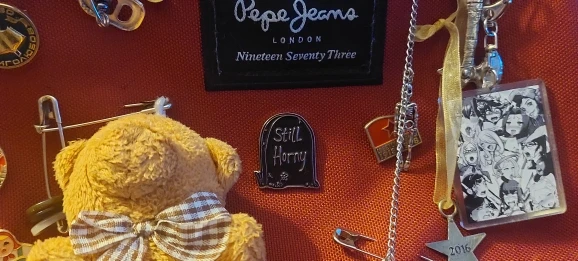 Pepe Jeans
LONDON
Nineteen Seventy Three
Still
Horny
2016